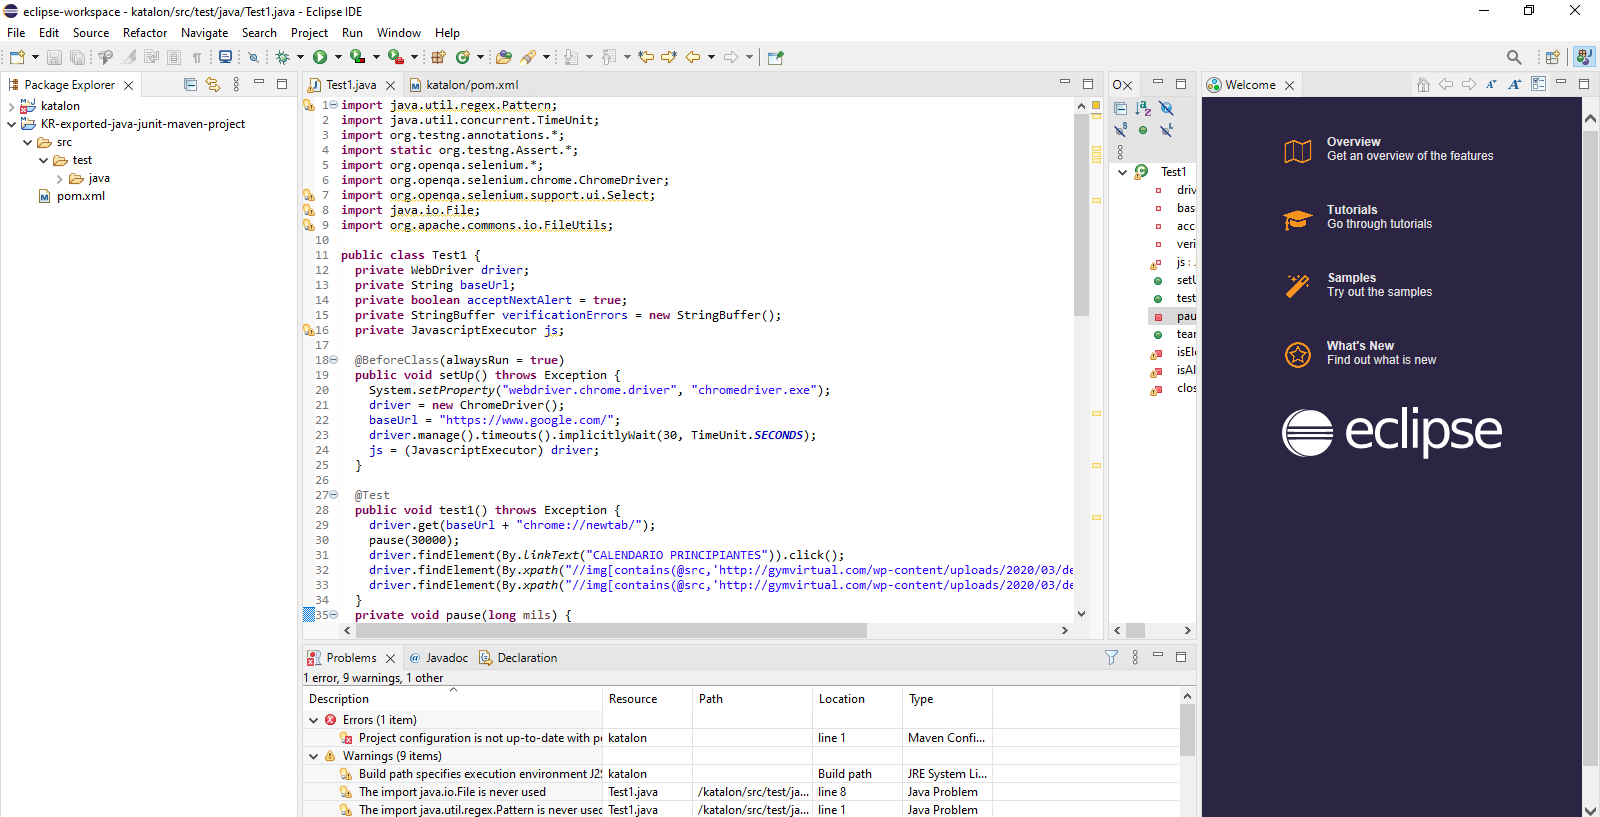 eclipse-workspace - katalon/src/test/java/Test1.java - Eclipse IDE
File Edit Source Refactor Navigate Search Project Run Window Help
Package Explorer
katalon
KR-exported-java-junit-maven-project
src
test
java
pom.xml
Test1.java katalon/pom.xml
1 import java.util.regex.Pattern;
2 import java.util.concurrent.TimeUnit;
3 import org.testng.annotations.*;
4 import static org.testng.Assert.*;
5 import org.openqa.selenium.*;
6 import org.openqa.selenium.chrome.ChromeDriver;
7 import org.openqa.selenium.support.ui.Select;
8 import java.io.File;
9 import org.apache.commons.io.FileUtils;
10
11 public class Test1 {
12 private WebDriver driver;
13 private String baseUrl;
14 private boolean acceptNextAlert = true;
15 private StringBuffer verificationErrors = new StringBuffer();
16 private JavascriptExecutor js;
17
18 @BeforeClass(alwaysRun = true)
19 public void setUp() throws Exception {
20 System.setProperty("webdriver.chrome.driver", "chromedriver.exe");
21 driver = new ChromeDriver();
22 baseUrl = "https://www.google.com/";
23 driver.manage().timeouts().implicitlyWait(30, TimeUnit.SECONDS);
24 js = (JavascriptExecutor) driver;
25 }
26
27 @Test
28 public void test1() throws Exception {
29 driver.get(baseUrl + "chrome://newtab/");
30 pause(30000);
31 driver.findElement(By.linkText("CALENDARIO PRINCIPIANTES")).click();
32 driver.findElement(By.xpath("//img[contains(@src,'http://gymvirtual.com/wp-content/uploads/2020/03/de
33 driver.findElement(By.xpath("//img[contains(@src,'http://gymvirtual.com/wp-content/uploads/2020/03/de
34 }
35 private void pause(long mils) {
O
Test1
driv
bas
acc
veri
js : .
setU
test
pau
tear
isEle
isAl
clos
Welcome
Overview
Get an overview of the features
Tutorials
Go through tutorials
Samples
Try out the samples
What's New
Find out what is new
eclipse
Problems @ Javadoc Declaration
1 error, 9 warnings, 1 other
Description Resource Path Location Type
Errors (1 item)
Project configuration is not up-to-date with po katalon line 1 Maven Confi...
Warnings (9 items)
Build path specifies execution environment J2S katalon Build path JRE System Li...
The import java.io.File is never used Test1.java /katalon/src/test/ja... line 8 Java Problem
The import java.util.regex.Pattern is never used Test1.java /katalon/src/test/ja... line 1 Java Problem